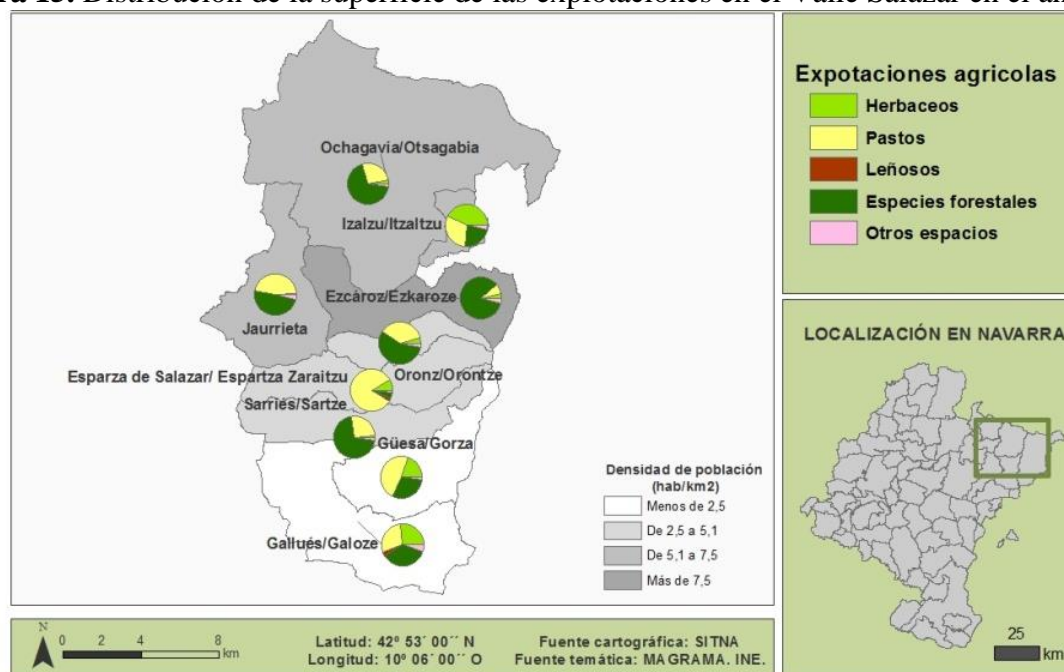 ra 13. Distribución de la superficie de las explotaciones en el Valle Salazar en el añ
Ochagavía/Otsagabia
Izalzu/Itzaltzu
Ezcároz/Ezkaroze
Jaurrieta
Esparza de Salazar/ Espartza Zaraitzu
Oronz/Orontze
Sarriés/Sartze
Güesa/Gorza
Gallués/Galoze
Densidad de población
(hab/km2)
Menos de 2,5
De 2,5 a 5,1
De 5,1 a 7,5
Más de 7,5
Expotaciones agricolas
Herbaceos
Pastos
Leñosos
Especies forestales
Otros espacios
LOCALIZACIÓN EN NAVARRA
25
km
N
0 2 4 8
km
Latitud: 42º 53´ 00´´ N
Longitud: 10º 06´ 00´´ O
Fuente cartográfica: SITNA
Fuente temática: MAGRAMA. INE.